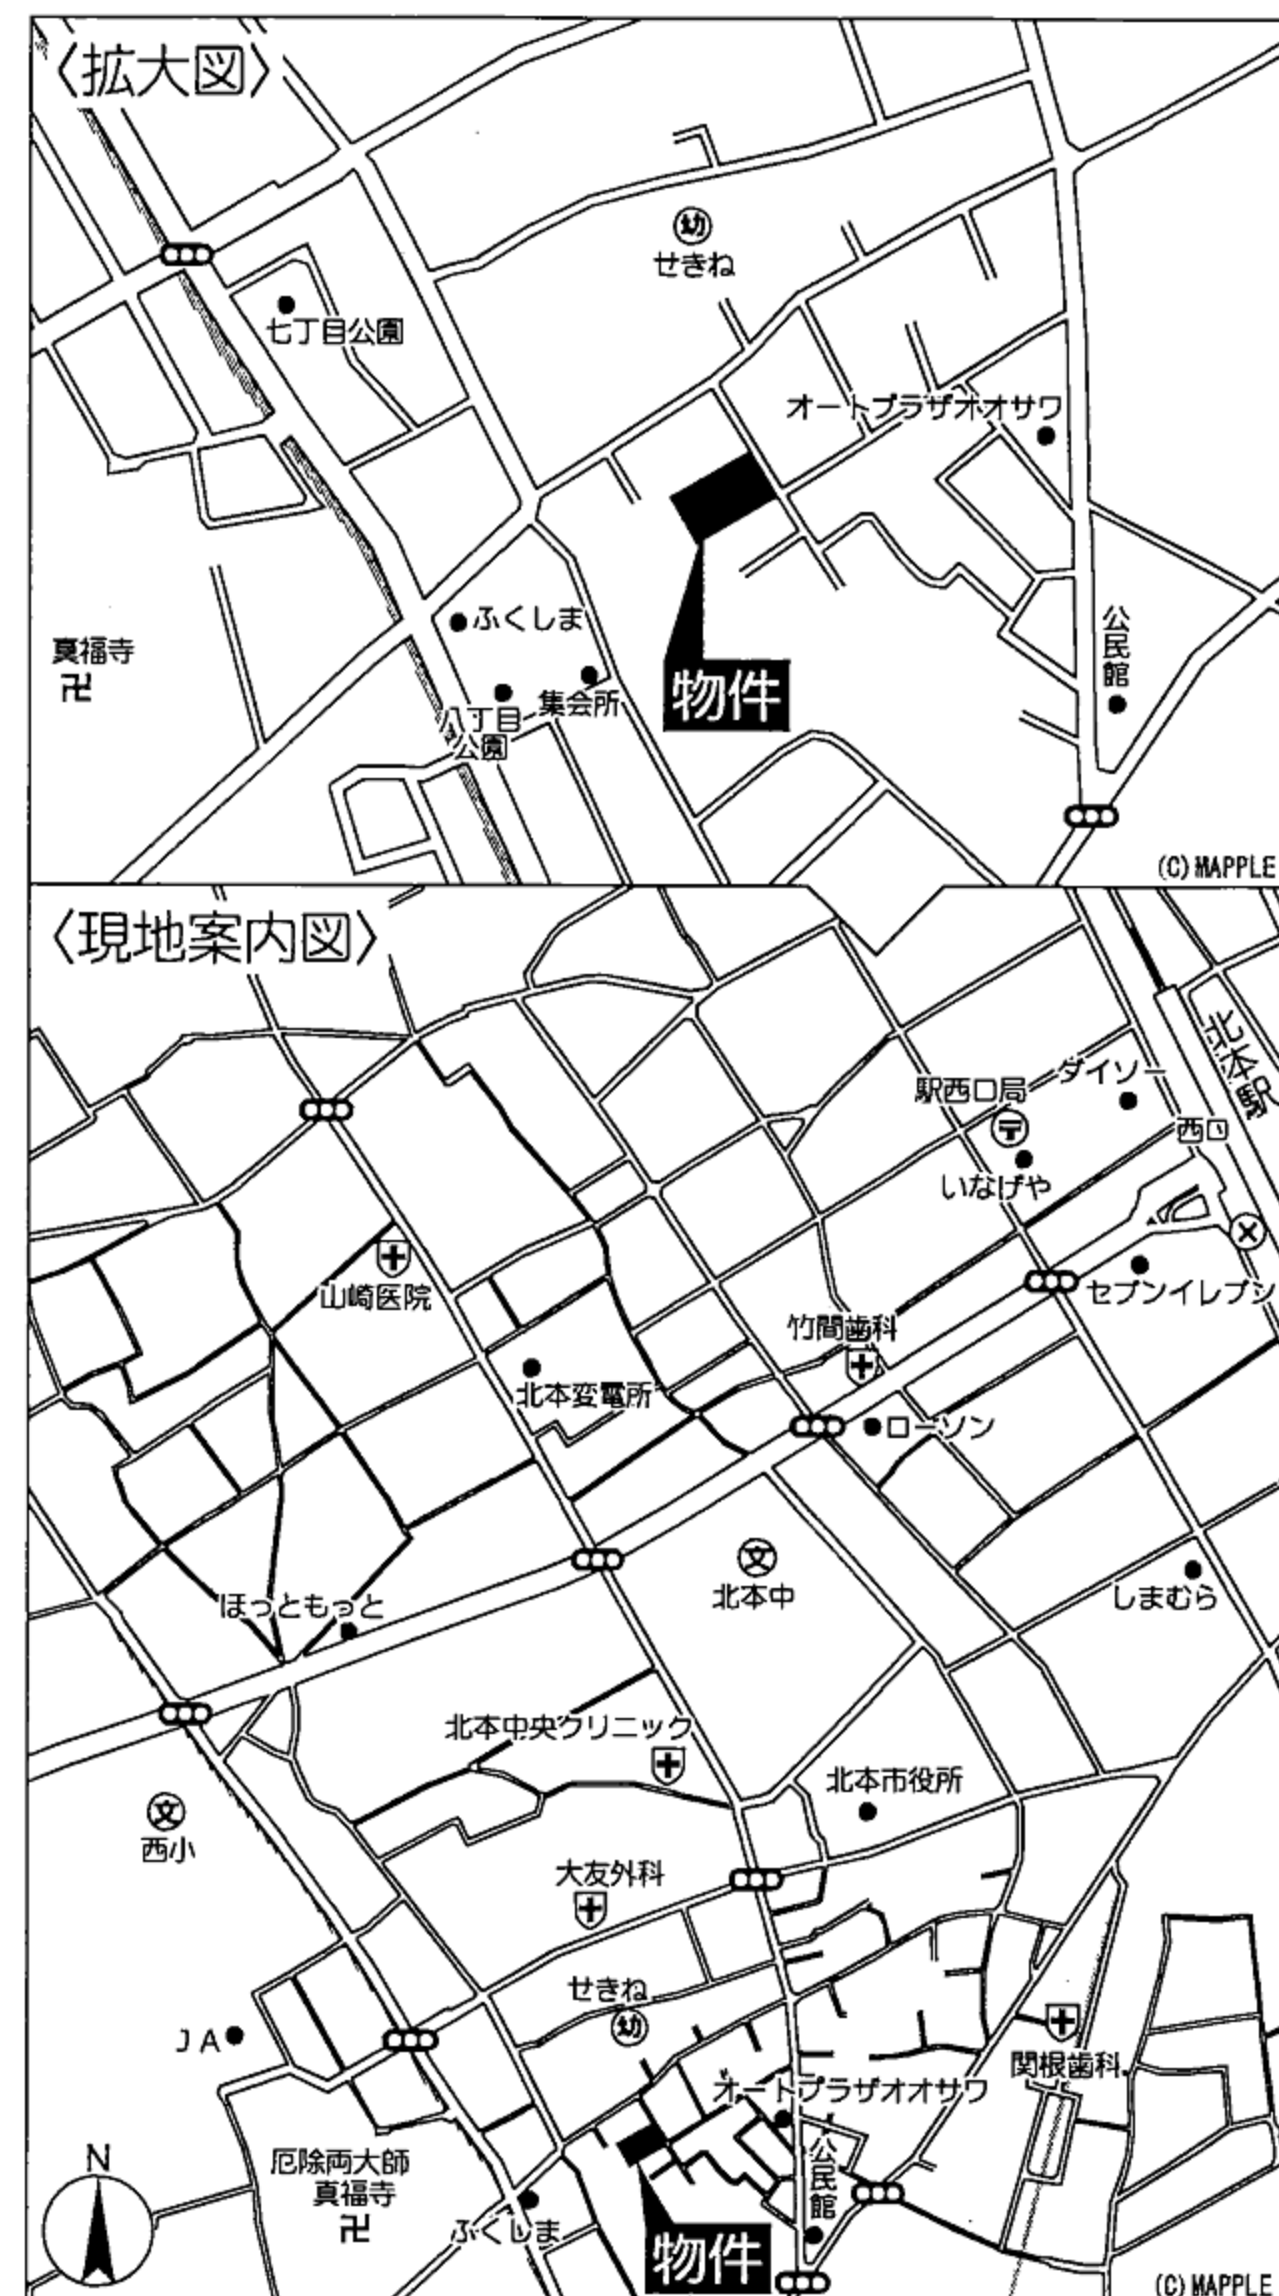 〈拡大図〉
幼
せきね
七丁目公園
オートプラザオオサワ
ふくしま
公民館
真福寺
卍
集会所
八丁目
公園
物件
(C)MAPPLE
〈現地案内図〉
北本駅
ダイソー
駅西口局
〒
西口
いなげや
山崎医院
セブンイレブン
竹間歯科
北本変電所
ローソン
文
北本中
しまむら
ほっともっと
北本中央クリニック
北本市役所
文
西小
大友外科
せきね
幼
JA
関根歯科
オートプラザオオサワ
公民館
N
厄除両大師
真福寺
卍
ふくしま
物件
(C)MAPPLE